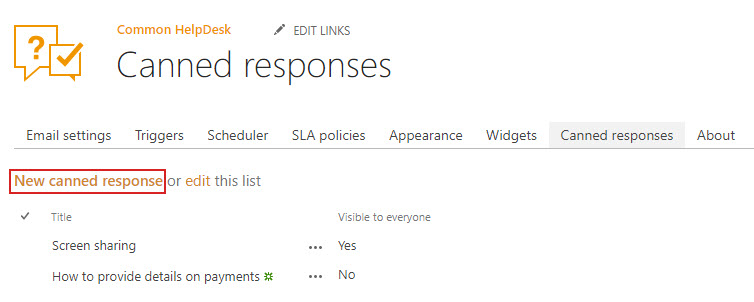 Common HelpDesk EDIT LINKS
Canned responses
Email settings Triggers Scheduler SLA policies Appearance Widgets Canned responses About
New canned response or edit this list
Title Visible to everyone
Screen sharing ... Yes
How to provide details on payments ... No